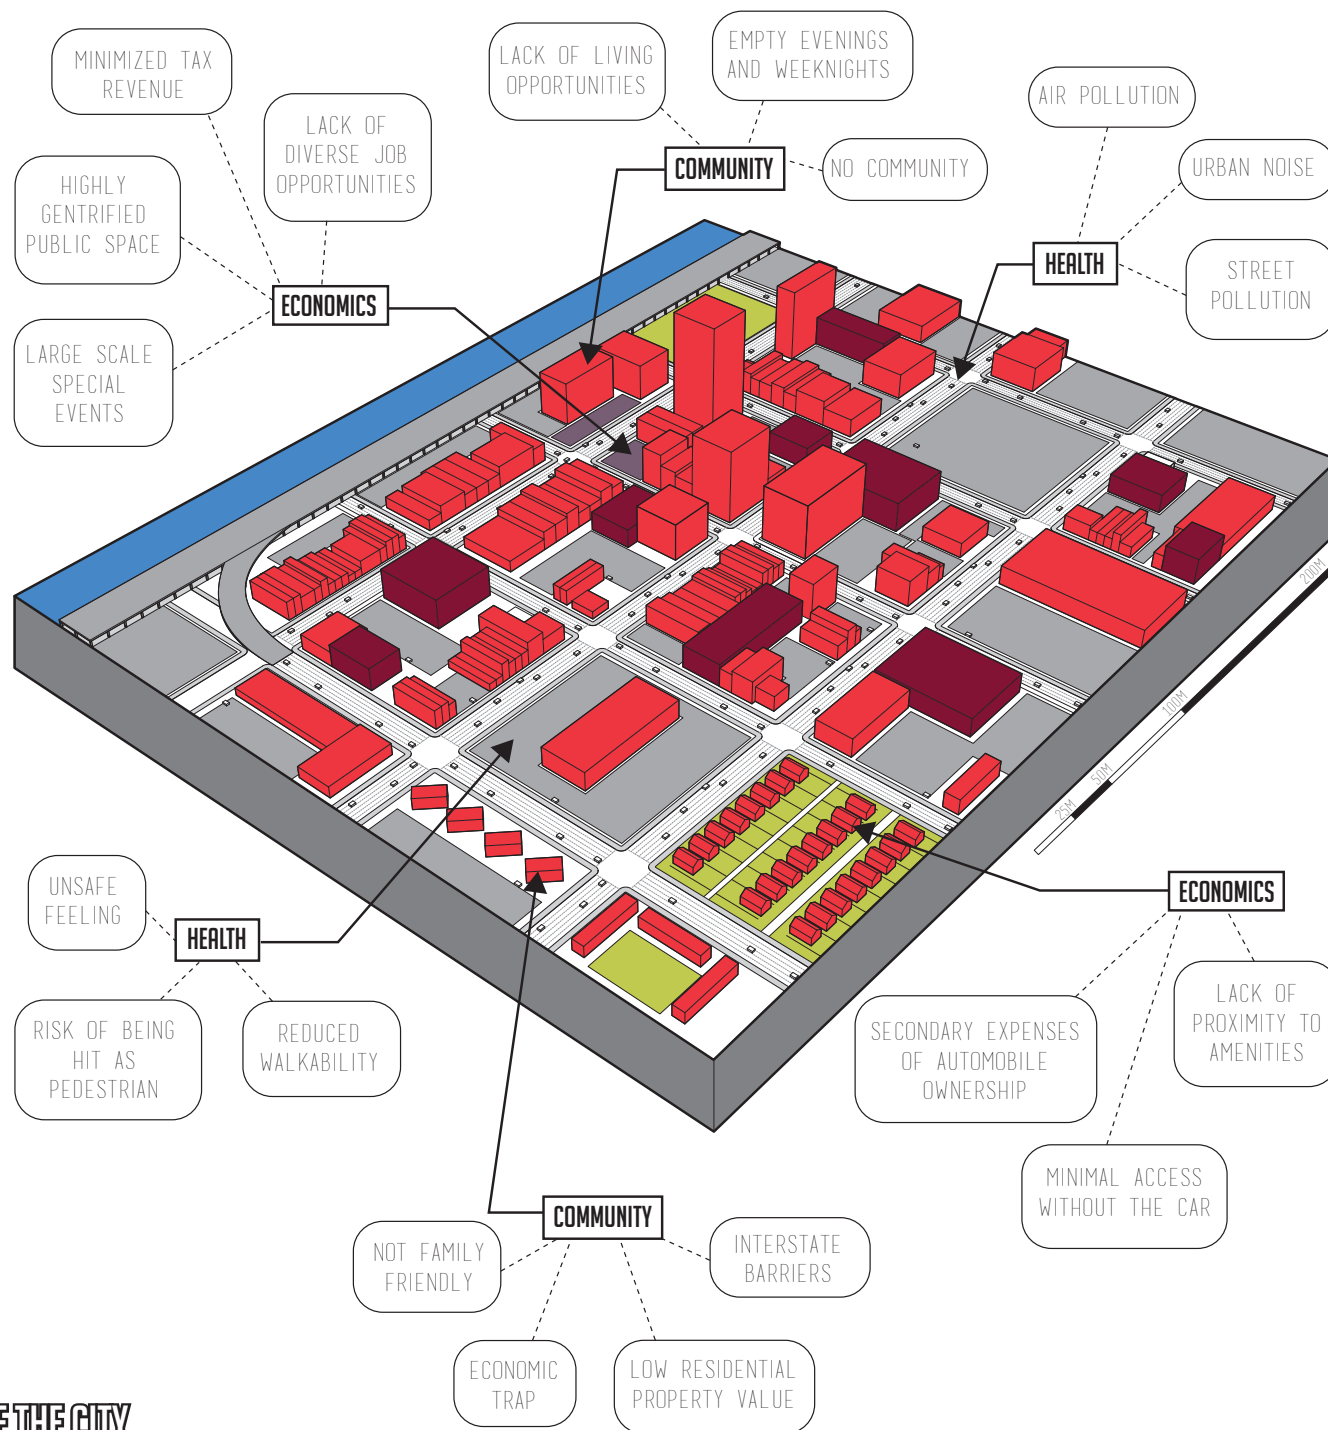 MINIMIZED TAX
REVENUE
LACK OF
DIVERSE JOB
OPPORTUNITIES
HIGHLY
GENTRIFIED
PUBLIC SPACE
LARGE SCALE
SPECIAL
EVENTS
ECONOMICS
LACK OF LIVING
OPPORTUNITIES
EMPTY EVENINGS
AND WEEKNIGHTS
COMMUNITY
NO COMMUNITY
AIR POLLUTION
URBAN NOISE
HEALTH
STREET
POLLUTION
200M
100M
50M
25M
UNSAFE
FEELING
HEALTH
RISK OF BEING
HIT AS
PEDESTRIAN
REDUCED
WALKABILITY
ECONOMICS
SECONDARY EXPENSES
OF AUTOMOBILE
OWNERSHIP
LACK OF
PROXIMITY TO
AMENITIES
MINIMAL ACCESS
WITHOUT THE CAR
COMMUNITY
NOT FAMILY
FRIENDLY
INTERSTATE
BARRIERS
ECONOMIC
TRAP
LOW RESIDENTIAL
PROPERTY VALUE
THE CITY